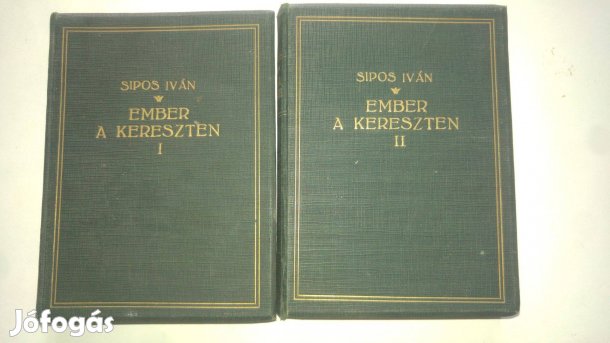 SIPOS IVÁN
EMBER
A KERESZTEN
I
SIPOS IVÁN
EMBER
A KERESZTEN
II
Jófogás